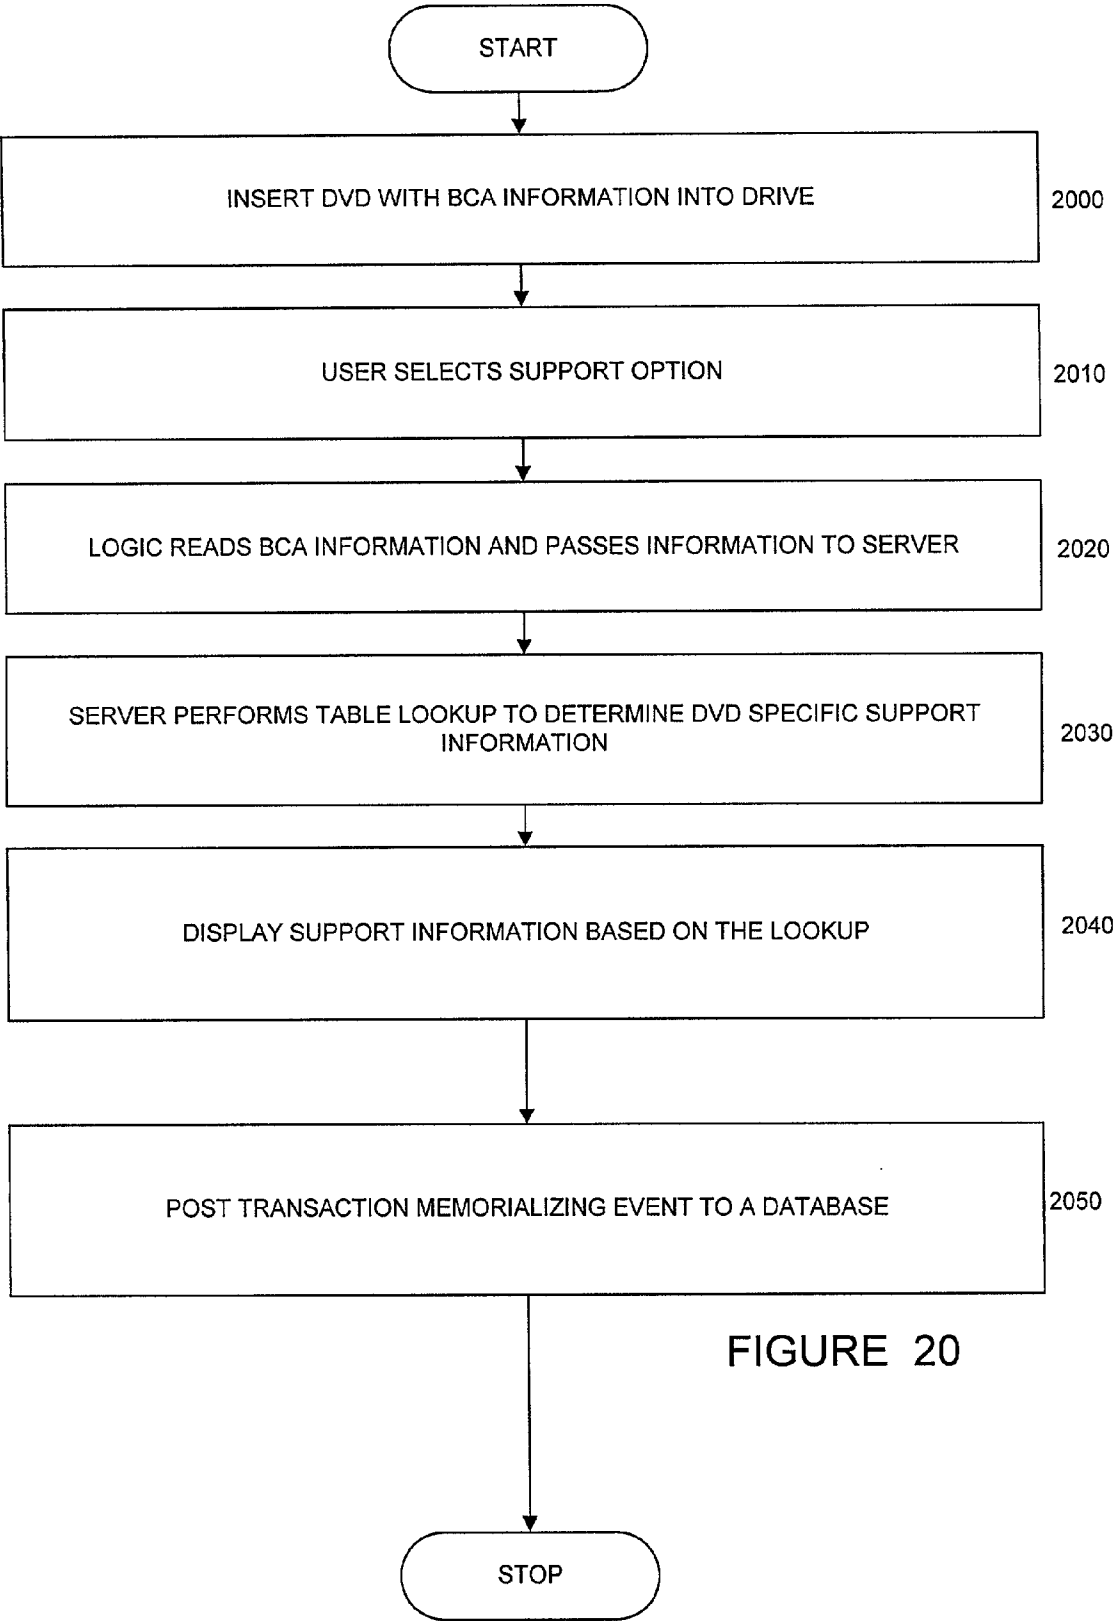 START
INSERT DVD WITH BCA INFORMATION INTO DRIVE
2000
USER SELECTS SUPPORT OPTION
2010
LOGIC READS BCA INFORMATION AND PASSES INFORMATION TO SERVER
2020
SERVER PERFORMS TABLE LOOKUP TO DETERMINE DVD SPECIFIC SUPPORT
INFORMATION
2030
DISPLAY SUPPORT INFORMATION BASED ON THE LOOKUP
2040
POST TRANSACTION MEMORIALIZING EVENT TO A DATABASE
2050
FIGURE 20
STOP